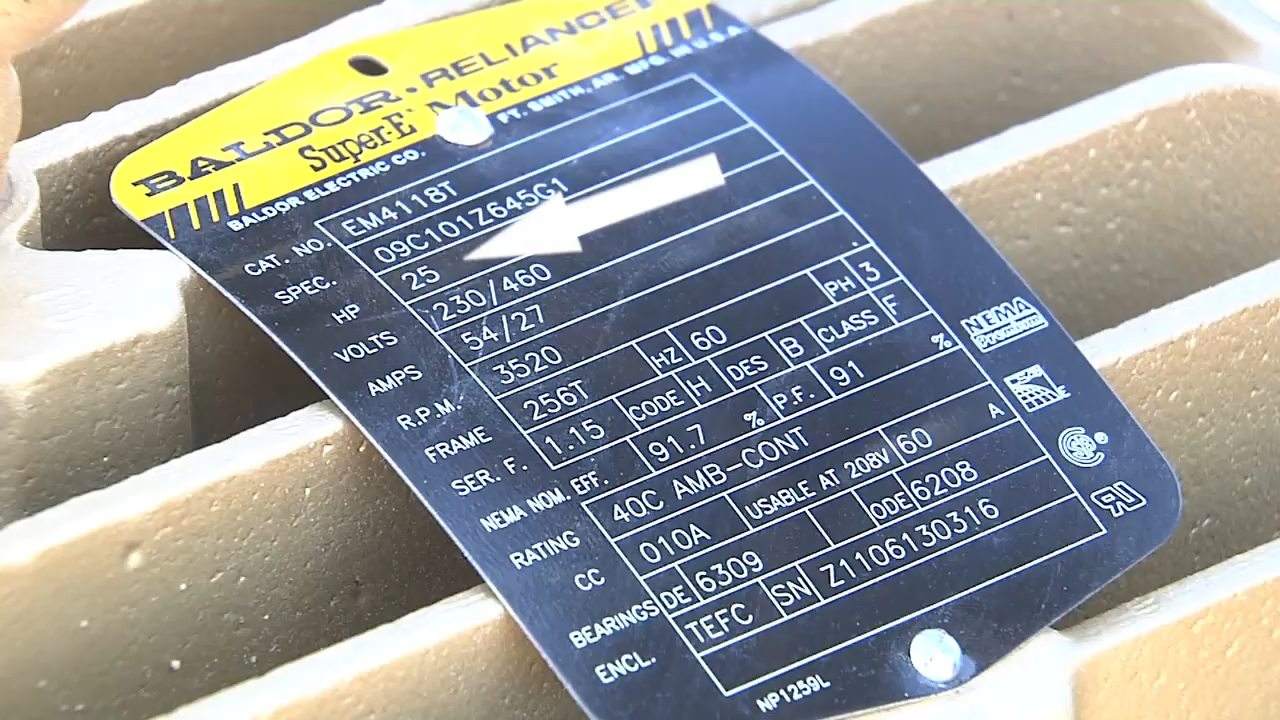 BALDOR • RELIANCE
Super-E Motor
BALDOR ELECTRIC CO. FT. SMITH, AR. MFG. IN U.S.A.
CAT. NO. EM4118T
SPEC. 09C101Z645G1
HP 25
VOLTS 230/460
AMPS 54/27
R.P.M. 3520 HZ 60 PH 3
FRAME 256T CODE H DES B CLASS F
SER. F. 1.15 91.7 % P.F. 91 %
NEMA NOM. EFF.
RATING 40C AMB-CONT
CC 010A USABLE AT 208V 60 A
BEARINGS DE 6309 ODE 6208
ENCL. TEFC SN Z1106130316
NP1259L
NEMA
Premium